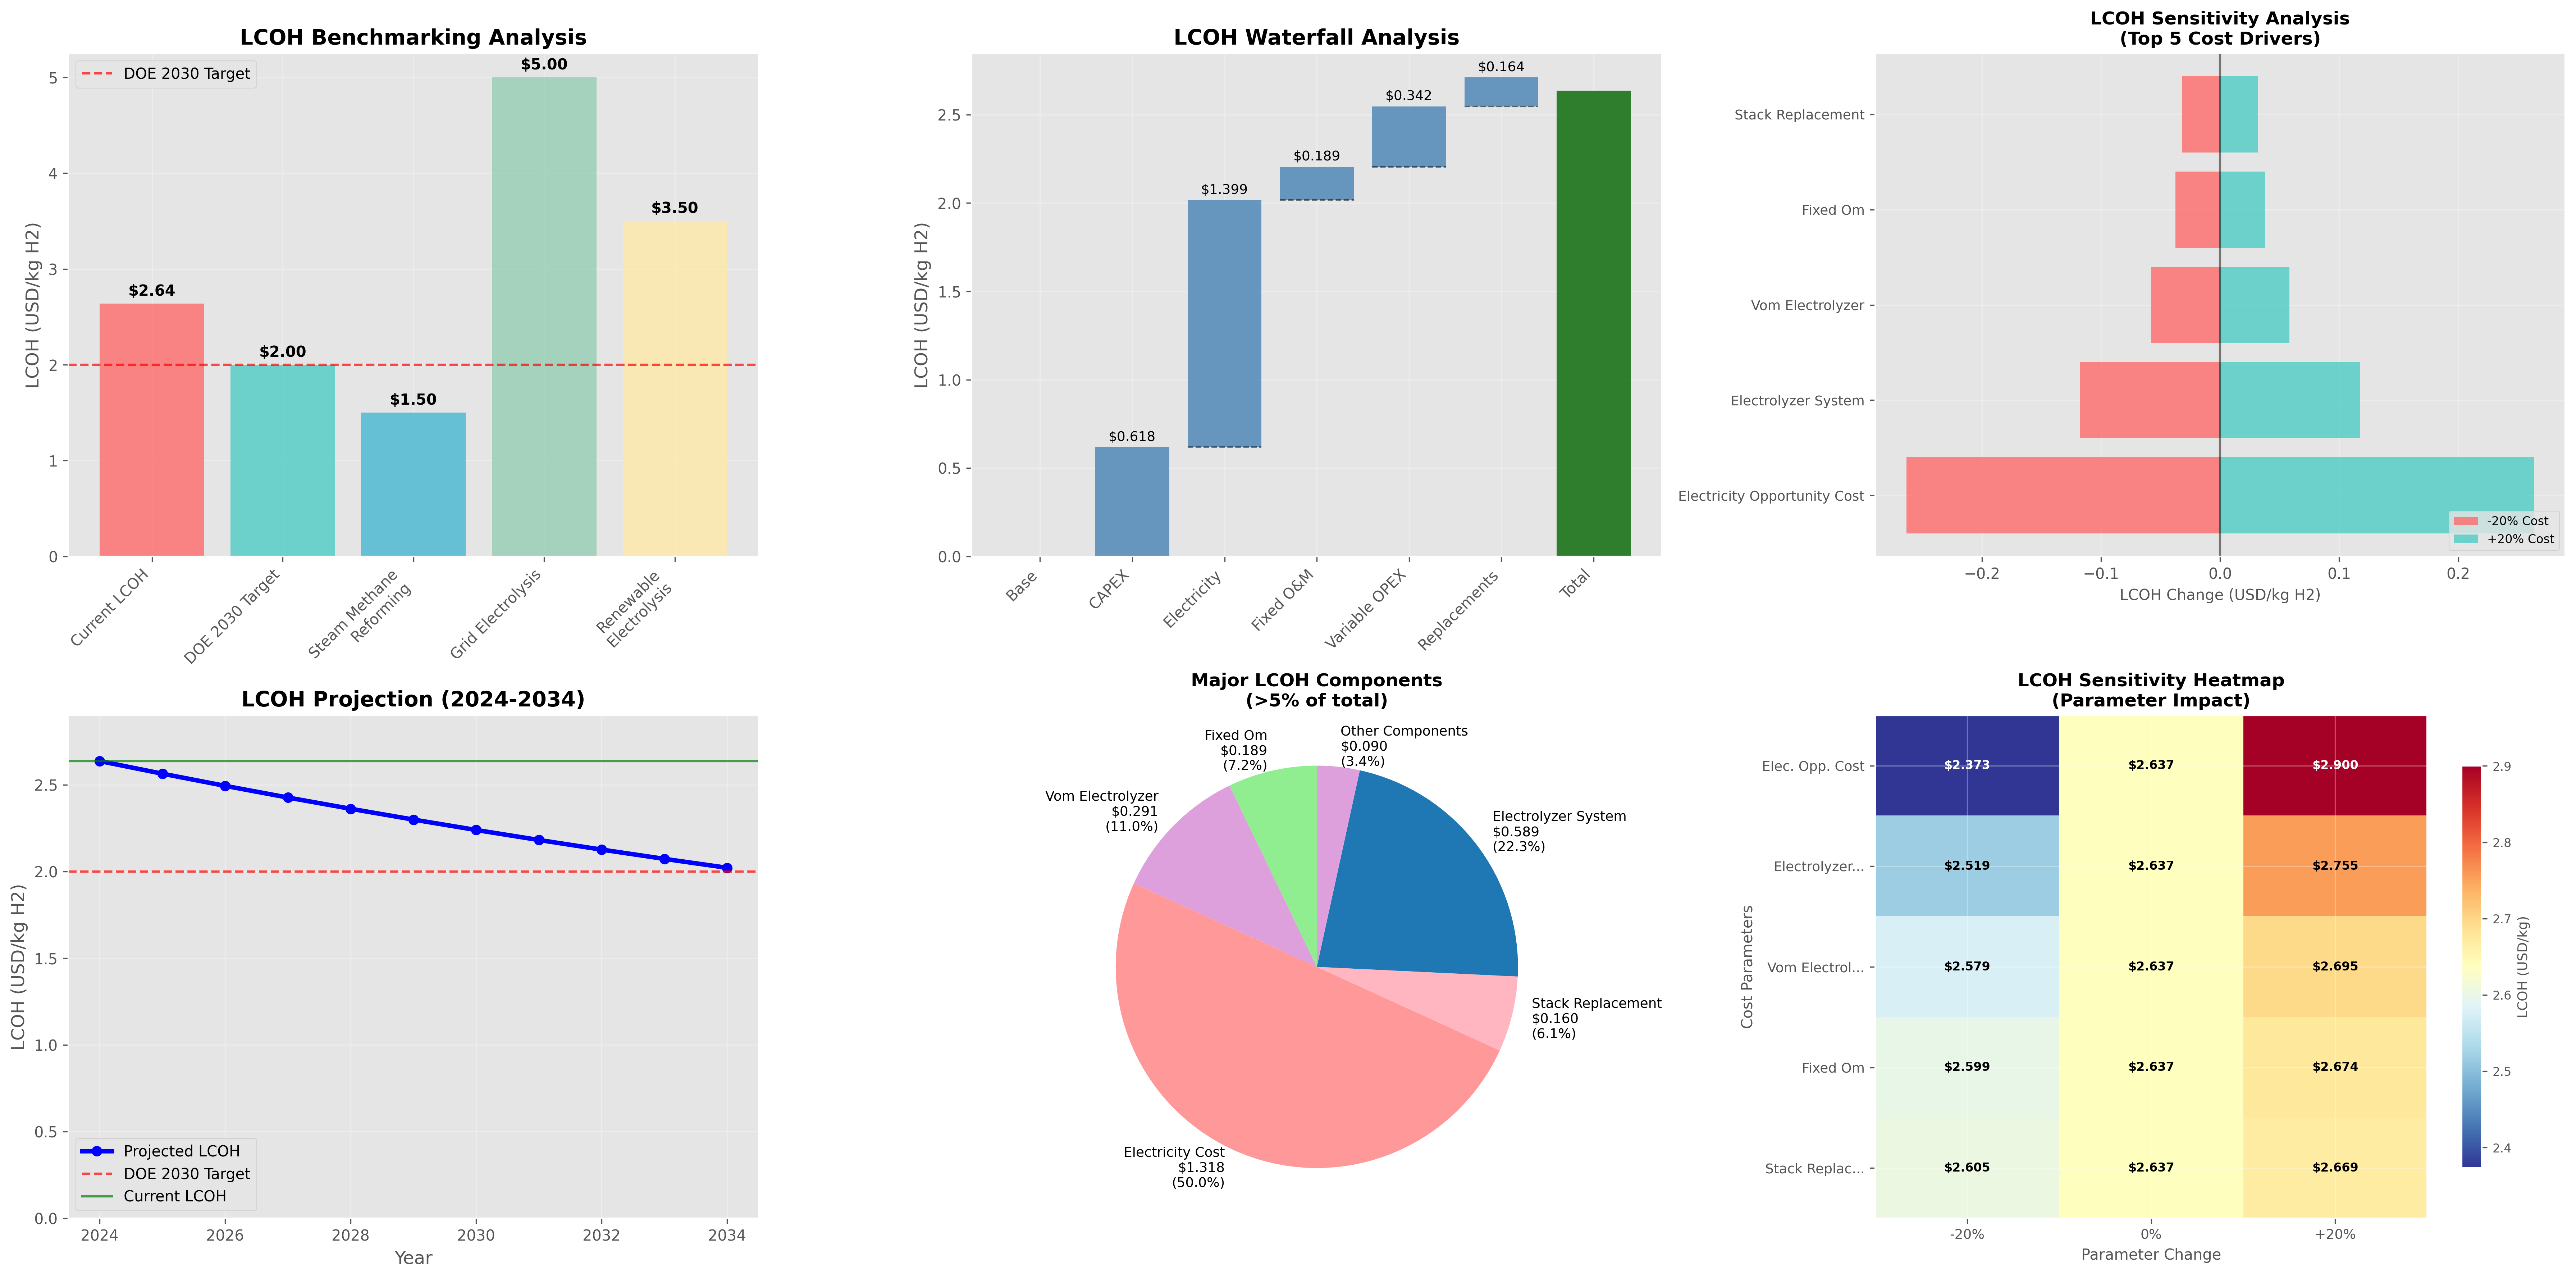 LCOH Benchmarking Analysis
DOE 2030 Target
$2.64
$2.00
$1.50
$5.00
$3.50
5
4
3
2
1
0
LCOH (USD/kg H2)
Current LCOH
DOE 2030 Target
Steam Methane
Reforming
Grid Electrolysis
Renewable
Electrolysis
LCOH Waterfall Analysis
$0.618
$1.399
$0.189
$0.342
$0.164
2.5
2.0
1.5
1.0
0.5
0.0
LCOH (USD/kg H2)
Base
CAPEX
Electricity
Fixed O&M
Variable OPEX
Replacements
Total
LCOH Sensitivity Analysis
(Top 5 Cost Drivers)
Stack Replacement
Fixed Om
Vom Electrolyzer
Electrolyzer System
Electricity Opportunity Cost
-20% Cost
+20% Cost
−0.2
−0.1
0.0
0.1
0.2
LCOH Change (USD/kg H2)
LCOH Projection (2024-2034)
2.5
2.0
1.5
1.0
0.5
0.0
LCOH (USD/kg H2)
Projected LCOH
DOE 2030 Target
Current LCOH
2024
2026
2028
2030
2032
2034
Year
Major LCOH Components
(>5% of total)
Fixed Om
$0.189
(7.2%)
Other Components
$0.090
(3.4%)
Vom Electrolyzer
$0.291
(11.0%)
Electrolyzer System
$0.589
(22.3%)
Stack Replacement
$0.160
(6.1%)
Electricity Cost
$1.318
(50.0%)
LCOH Sensitivity Heatmap
(Parameter Impact)
Cost Parameters
Elec. Opp. Cost
$2.373
$2.637
$2.900
Electrolyzer...
$2.519
$2.637
$2.755
Vom Electrol...
$2.579
$2.637
$2.695
Fixed Om
$2.599
$2.637
$2.674
Stack Replac...
$2.605
$2.637
$2.669
-20%
0%
+20%
Parameter Change
2.9
2.8
2.7
2.6
2.5
2.4
LCOH (USD/kg)